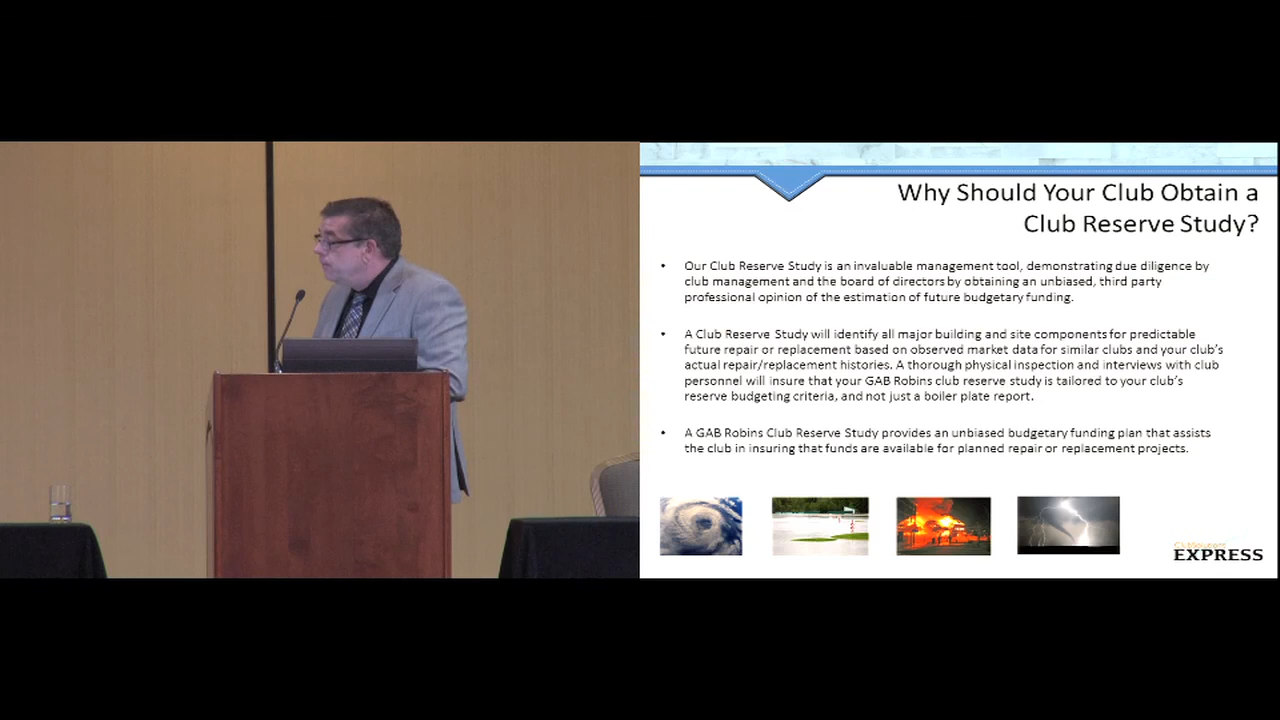 Why Should Your Club Obtain a
Club Reserve Study?
• Our Club Reserve Study is an invaluable management tool, demonstrating due diligence by
club management and the board of directors by obtaining an unbiased, third party
professional opinion of the estimation of future budgetary funding.
• A Club Reserve Study will identify all major building and site components for predictable
future repair or replacement based on observed market data for similar clubs and your club's
actual repair/replacement histories. A thorough physical inspection and interviews with club
personnel will insure that your GAB Robins club reserve study is tailored to your club's
reserve budgeting criteria, and not just a boiler plate report.
• A GAB Robins Club Reserve Study provides an unbiased budgetary funding plan that assists
the club in insuring that funds are available for planned repair or replacement projects.
EXPRESS